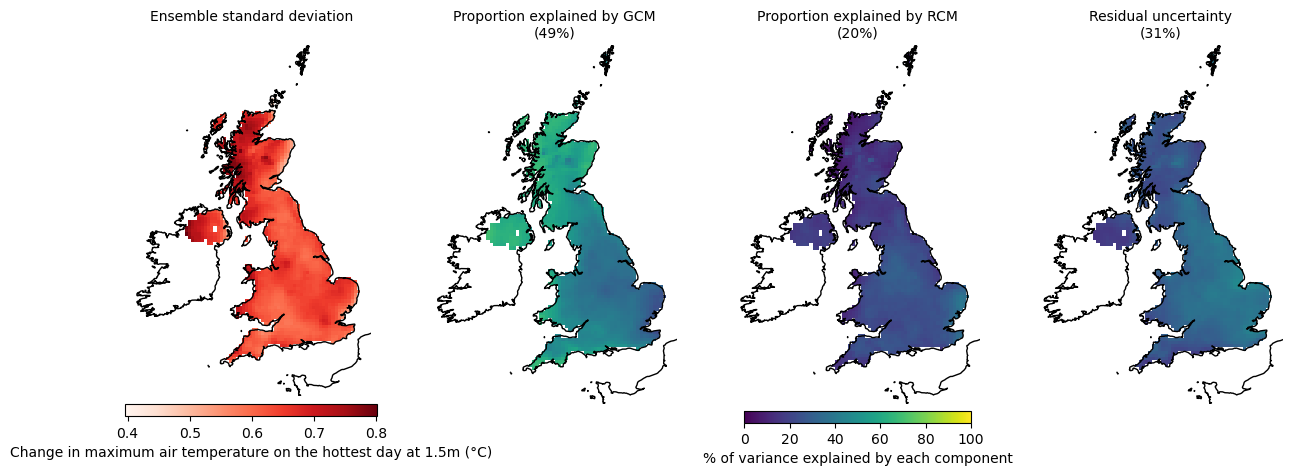 Ensemble standard deviation
Proportion explained by GCM
(49%)
Proportion explained by RCM
(20%)
Residual uncertainty
(31%)
0.4 0.5 0.6 0.7 0.8
Change in maximum air temperature on the hottest day at 1.5m (°C)
0 20 40 60 80 100
% of variance explained by each component